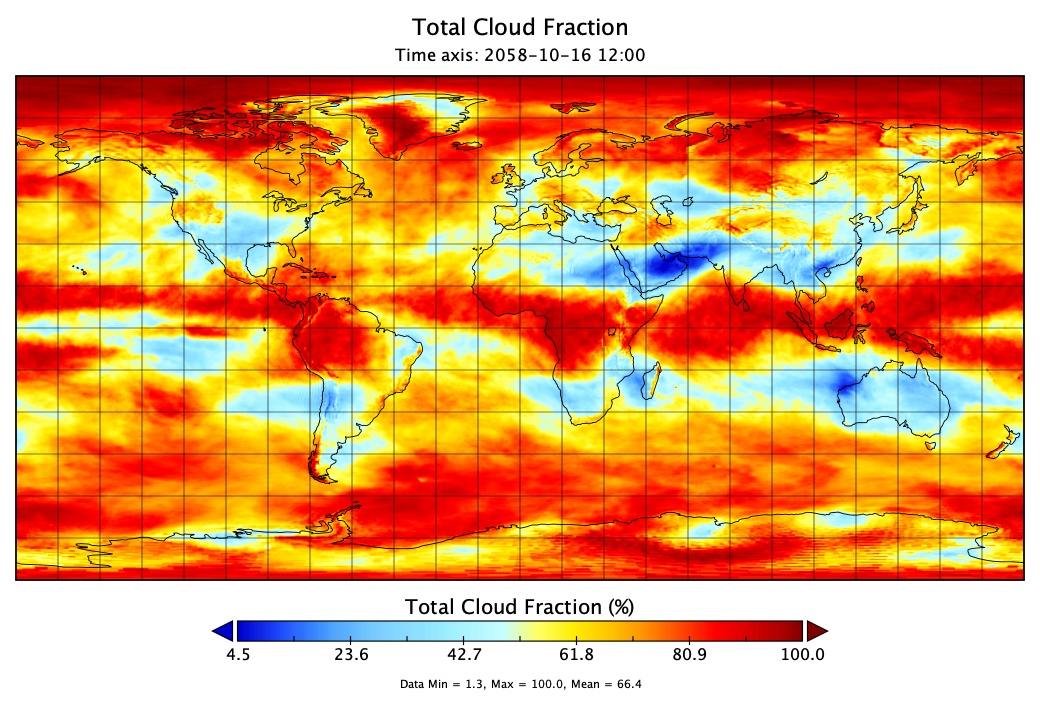 Total Cloud Fraction
Time axis: 2058-10-16 12:00
Total Cloud Fraction (%)
4.5 23.6 42.7 61.8 80.9 100.0
Data Min = 1.3, Max = 100.0, Mean = 66.4